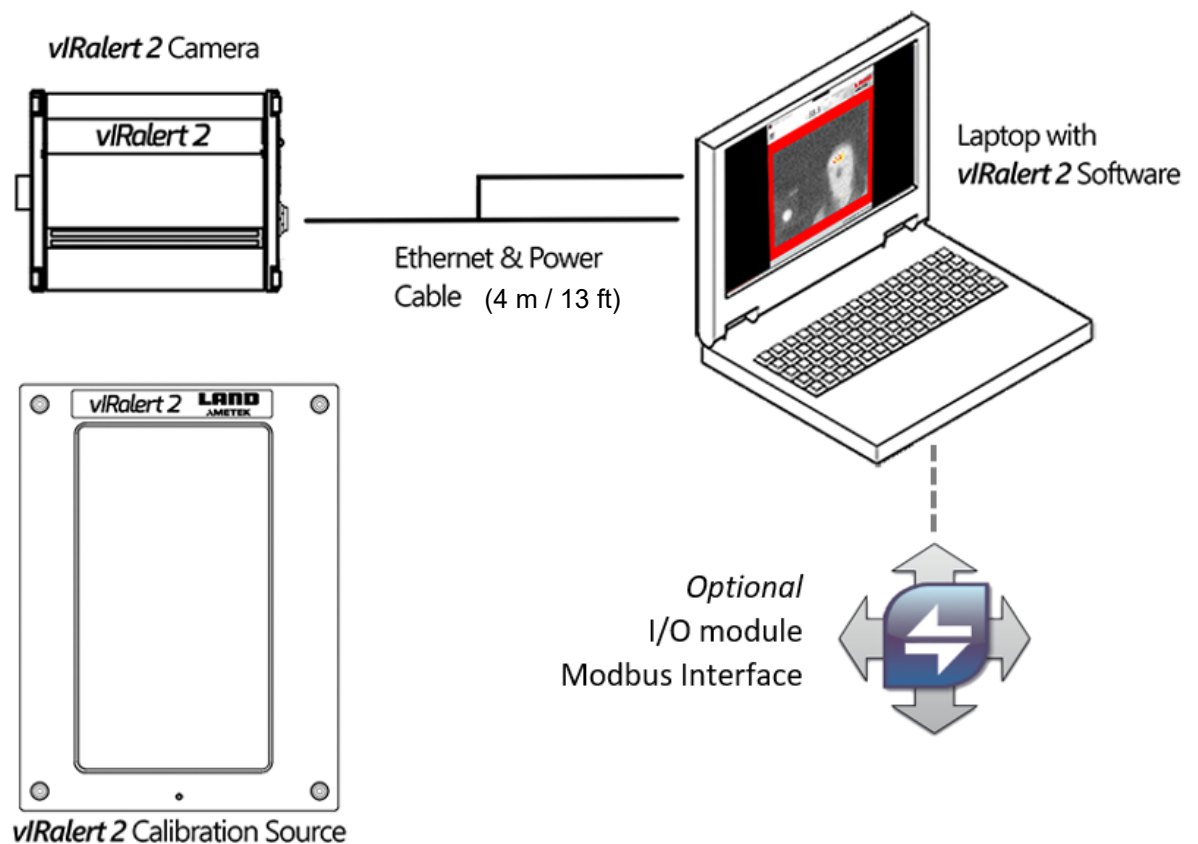 vIRalert 2 Camera
vIRalert 2
Ethernet & Power
Cable (4 m / 13 ft)
LAND
Laptop with
vIRalert 2 Software
vIRalert 2 LAND
AMETEK
Optional
I/O module
Modbus Interface
vIRalert 2 Calibration Source